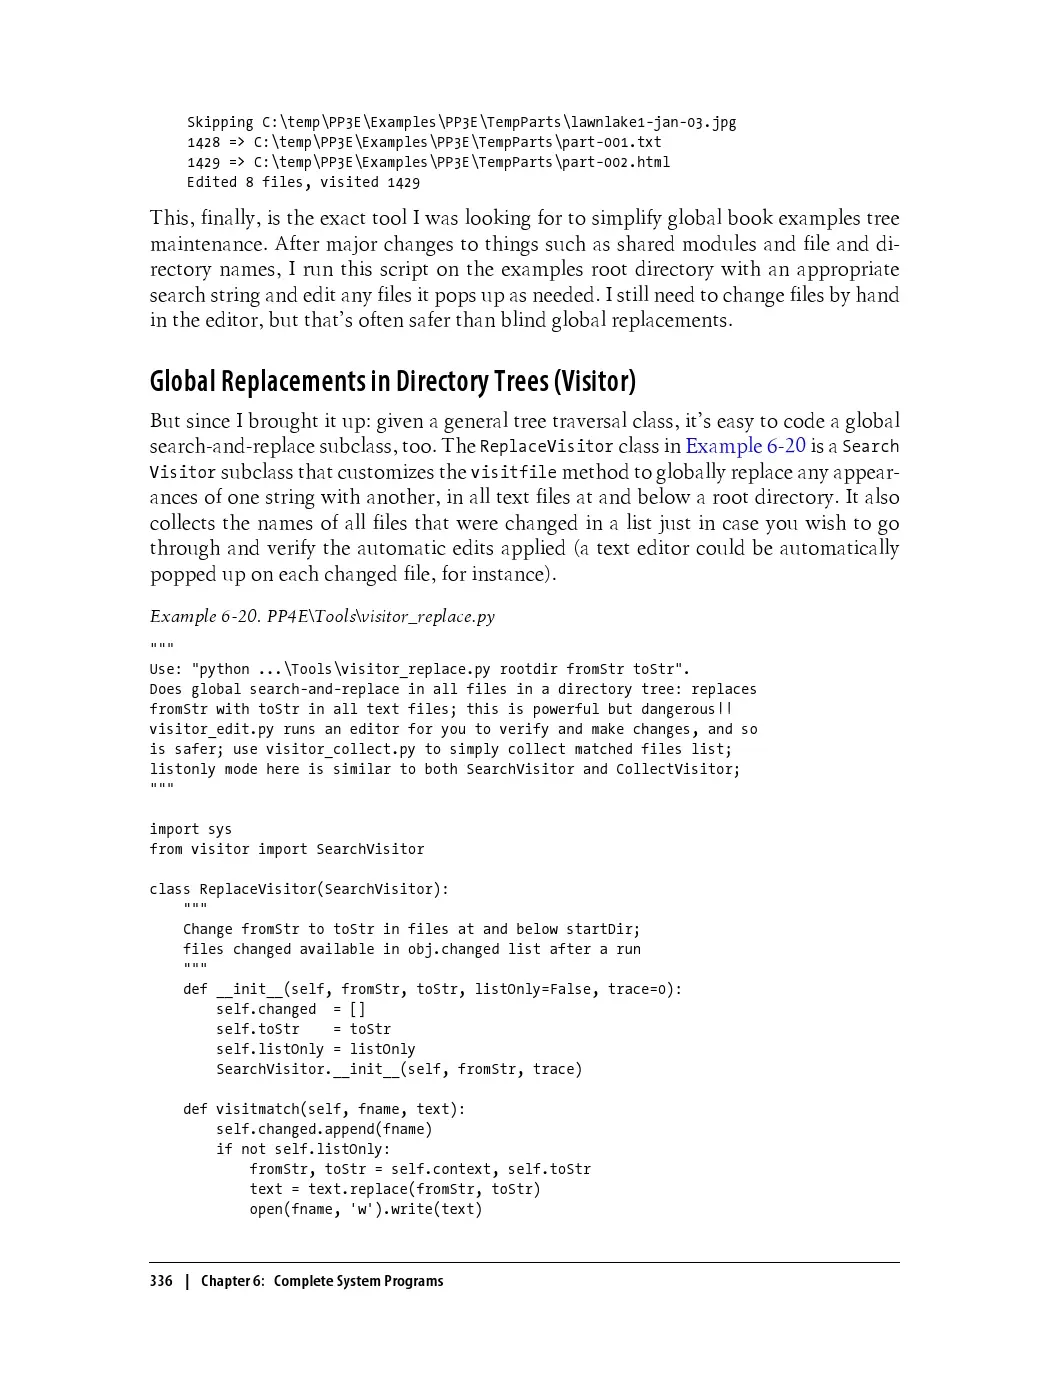 Skipping C:\temp\PP3E\Examples\PP3E\TempParts\lawnlake1-jan-03.jpg
1428 => C:\temp\PP3E\Examples\PP3E\TempParts\part-001.txt
1429 => C:\temp\PP3E\Examples\PP3E\TempParts\part-002.html
Edited 8 files, visited 1429
This, finally, is the exact tool I was looking for to simplify global book examples tree
maintenance. After major changes to things such as shared modules and file and di-
rectory names, I run this script on the examples root directory with an appropriate
search string and edit any files it pops up as needed. I still need to change files by hand
in the editor, but that's often safer than blind global replacements.
Global Replacements in Directory Trees (Visitor)
But since I brought it up: given a general tree traversal class, it's easy to code a global
search-and-replace subclass, too. The ReplaceVisitor class in Example 6-20 is a Search
Visitor subclass that customizes the visitfile method to globally replace any appear-
ances of one string with another, in all text files at and below a root directory. It also
collects the names of all files that were changed in a list just in case you wish to go
through and verify the automatic edits applied (a text editor could be automatically
popped up on each changed file, for instance).
Example 6-20. PP4E\Tools\visitor_replace.py
"""
Use: "python ...\Tools\visitor_replace.py rootdir fromStr toStr".
Does global search-and-replace in all files in a directory tree: replaces
fromStr with toStr in all text files; this is powerful but dangerous||
visitor_edit.py runs an editor for you to verify and make changes, and so
is safer; use visitor_collect.py to simply collect matched files list;
listonly mode here is similar to both SearchVisitor and CollectVisitor;
"""
import sys
from visitor import SearchVisitor
class ReplaceVisitor(SearchVisitor):
    """
    Change fromStr to toStr in files at and below startDir;
    files changed available in obj.changed list after a run
    """
    def __init__(self, fromStr, toStr, listOnly=False, trace=0):
        self.changed  = []
        self.toStr    = toStr
        self.listOnly = listOnly
        SearchVisitor.__init__(self, fromStr, trace)
    def visitmatch(self, fname, text):
        self.changed.append(fname)
        if not self.listOnly:
            fromStr, toStr = self.context, self.toStr
            text = text.replace(fromStr, toStr)
            open(fname, 'w').write(text)
336 | Chapter 6: Complete System Programs